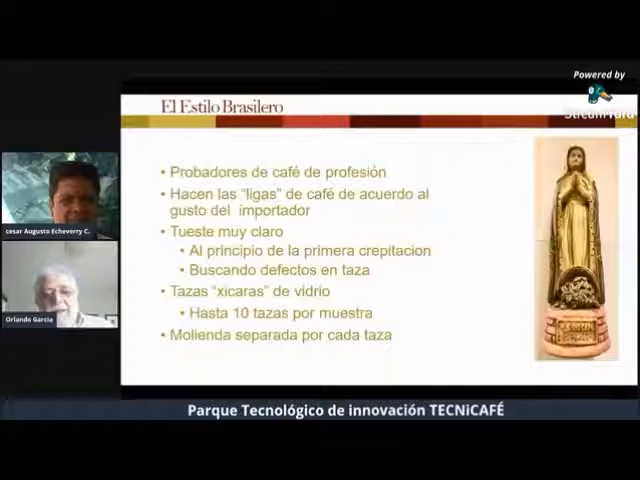 Powered by
StreamYard
El Estilo Brasilero
• Probadores de café de profesión
• Hacen las “ligas” de café de acuerdo al
gusto del importador
• Tueste muy claro
• Al principio de la primera crepitacion
• Buscando defectos en taza
• Tazas “xicaras” de vidrio
• Hasta 10 tazas por muestra
• Molienda separada por cada taza
cesar Augusto Echeverry C.
Orlando Garcia
Parque Tecnológico de innovación TECNiCAFÉ